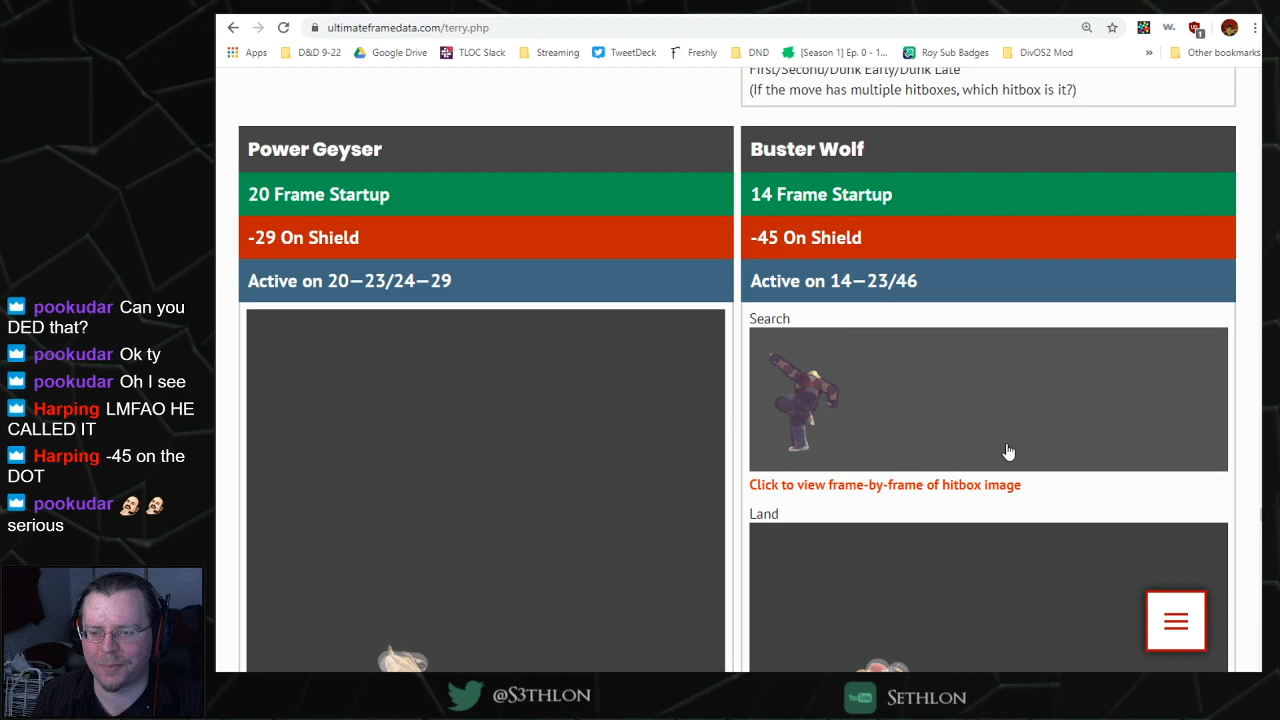 ultimateframedata.com/terry.php
Apps D&D 9-22 Google Drive TLOC Slack Streaming TweetDeck Freshly DND [Season 1] Ep. 0 - 1... Roy Sub Badges DivOS2 Mod » Other bookmarks
First/Second/Dunk Early/Dunk Late
(If the move has multiple hitboxes, which hitbox is it?)
Power Geyser
20 Frame Startup
-29 On Shield
Active on 20—23/24—29
Buster Wolf
14 Frame Startup
-45 On Shield
Active on 14—23/46
Search
Click to view frame-by-frame of hitbox image
Land
pookudar Can you
DED that?
pookudar Ok ty
pookudar Oh I see
Harping LMFAO HE
CALLED IT
Harping -45 on the
DOT
pookudar
serious
@S3THLON
Sethlon